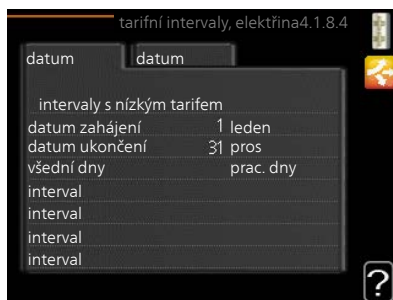 tarifní intervaly, elektřina4.1.8.4
datum datum
intervaly s nízkým tarifem
datum zahájení 1 leden
datum ukončení 31 pros
všední dny prac. dny
interval
interval
interval
interval
?